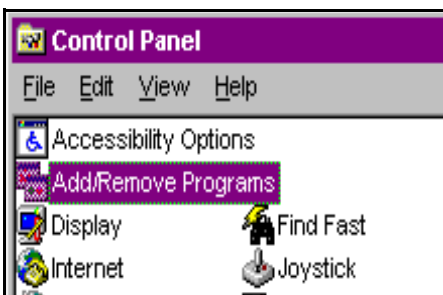 Control Panel
File Edit View Help
Accessibility Options
Add/Remove Programs
Display Find Fast
Internet Joystick